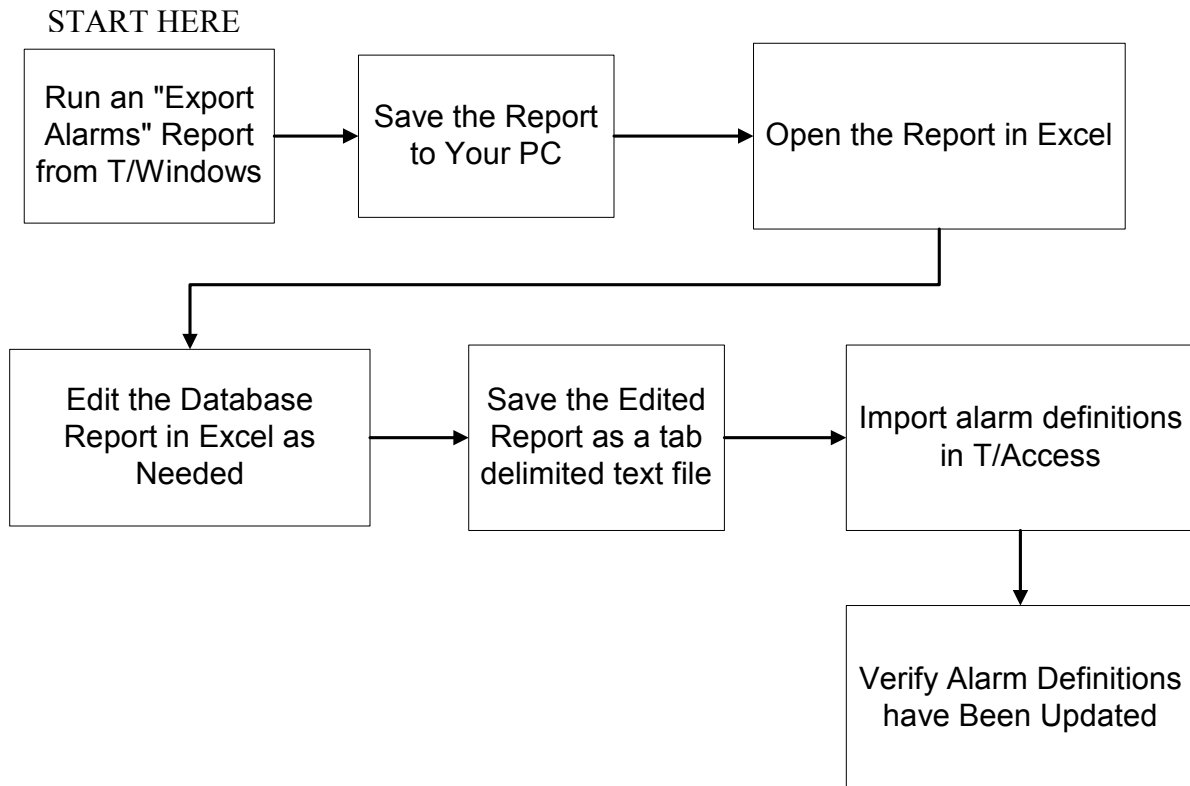 START HERE
Run an "Export
Alarms" Report
from T/Windows
Save the Report
to Your PC
Open the Report in Excel
Edit the Database
Report in Excel as
Needed
Save the Edited
Report as a tab
delimited text file
Import alarm definitions
in T/Access
Verify Alarm Definitions
have Been Updated